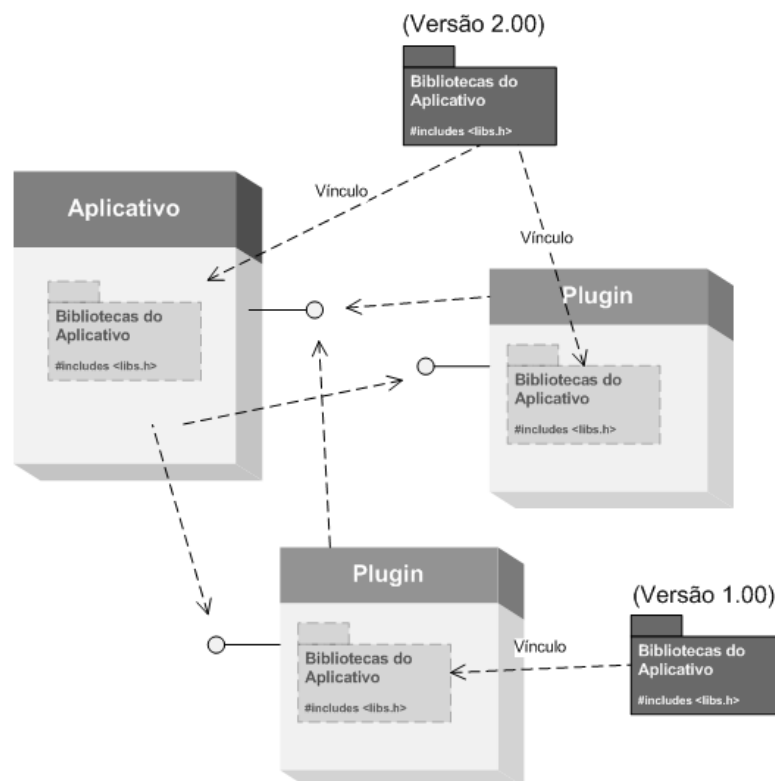 (Versão 2.00)
Bibliotecas do
Aplicativo
#includes <libs.h>
Vínculo
Vínculo
Aplicativo
Bibliotecas do
Aplicativo
#includes <libs.h>
Plugin
Bibliotecas do
Aplicativo
#includes <libs.h>
Plugin
Bibliotecas do
Aplicativo
#includes <libs.h>
Vínculo
(Versão 1.00)
Bibliotecas do
Aplicativo
#includes <libs.h>